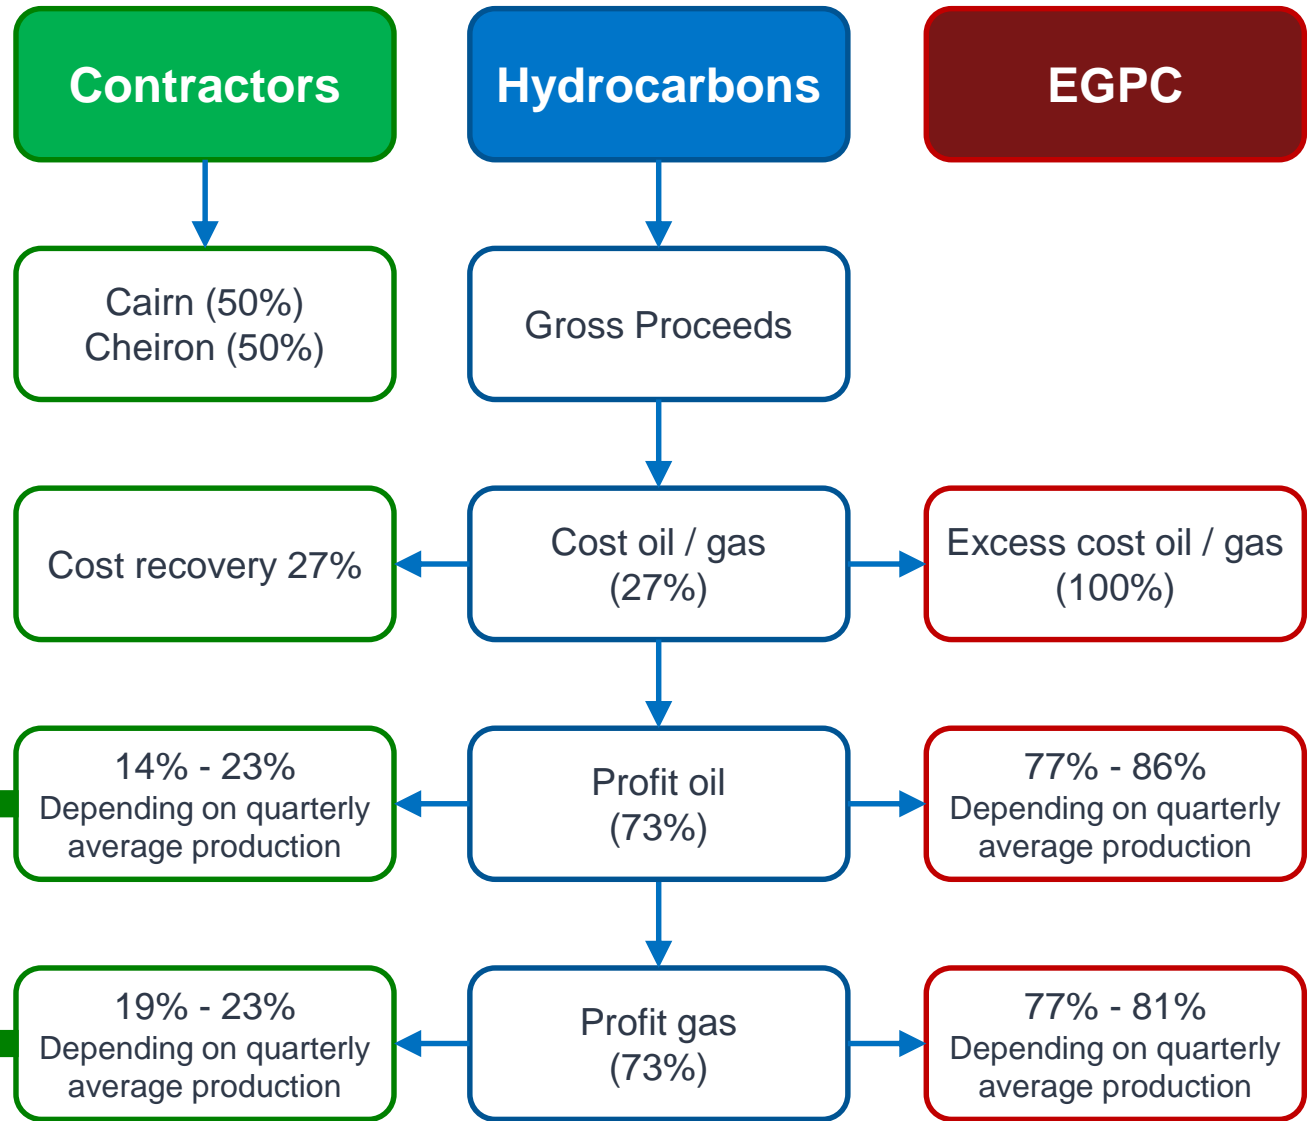 Contractors
Hydrocarbons
EGPC
Cairn (50%)
Cheiron (50%)
Gross Proceeds
Cost recovery 27%
Cost oil / gas
(27%)
Excess cost oil / gas
(100%)
14% - 23%
Depending on quarterly
average production
Profit oil
(73%)
77% - 86%
Depending on quarterly
average production
19% - 23%
Depending on quarterly
average production
Profit gas
(73%)
77% - 81%
Depending on quarterly
average production